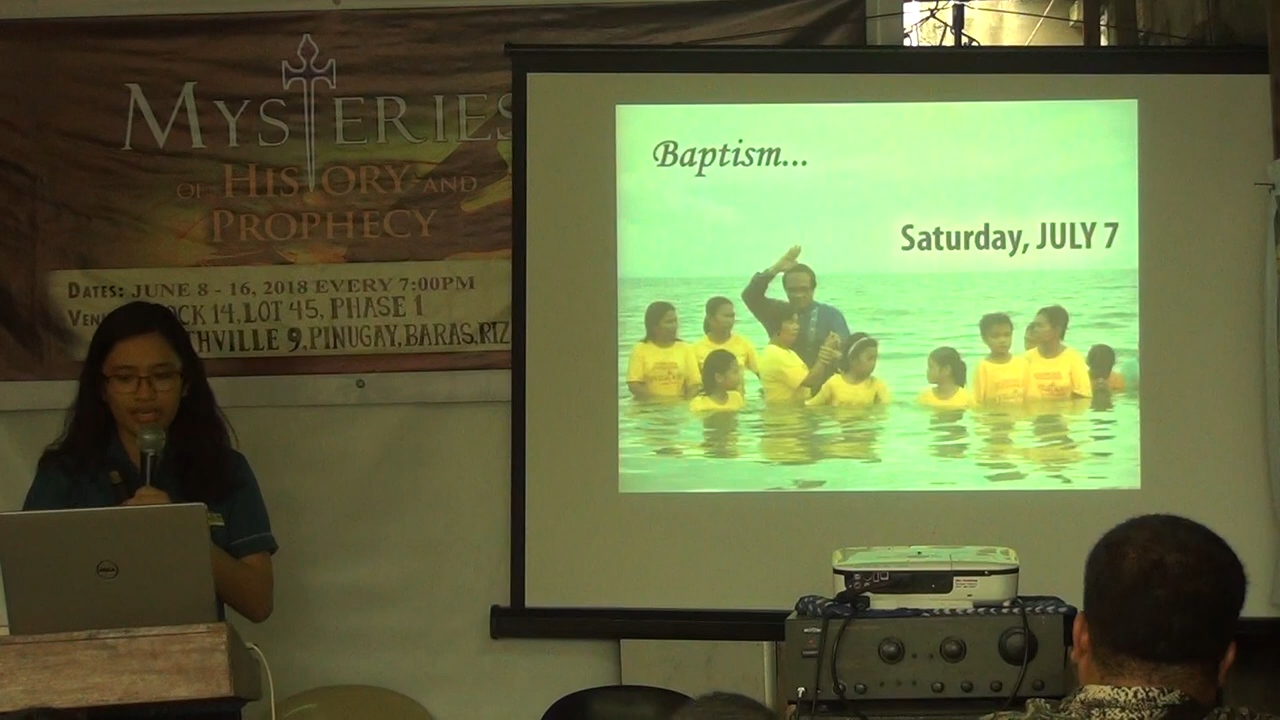 MYSTERIES
OF HISTORY AND
PROPHECY
DATES: JUNE 8 - 16, 2018 EVERY 7:00PM
14, LOT 45, PHASE 1
9, PINUGAY, BARAS, RIZ
Baptism...
Saturday, JULY 7
DELL